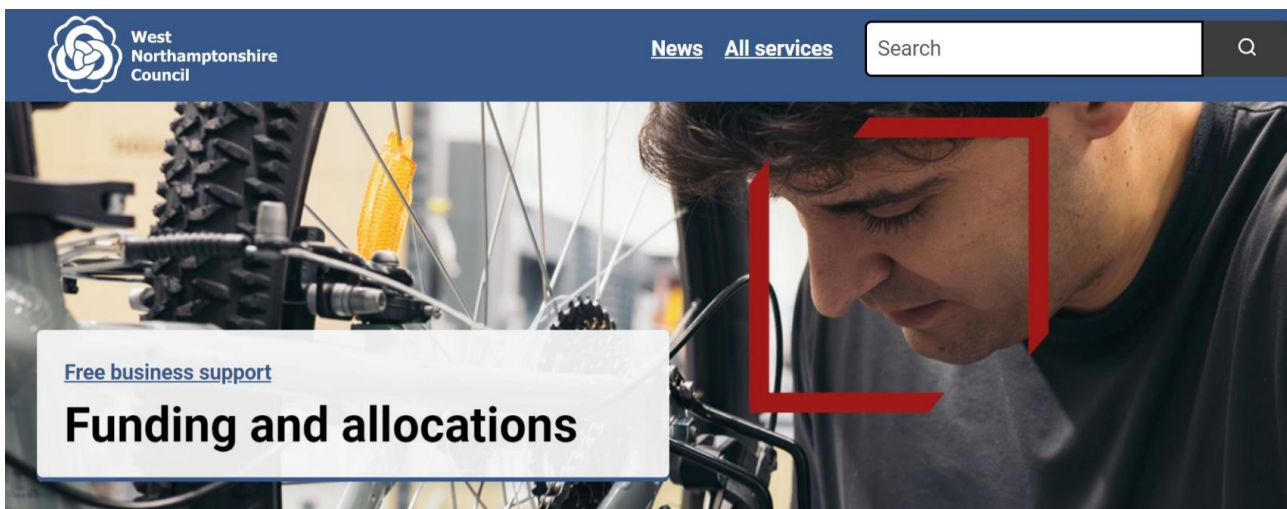 West
Northamptonshire
Council
News All services Search
Free business support
Funding and allocations